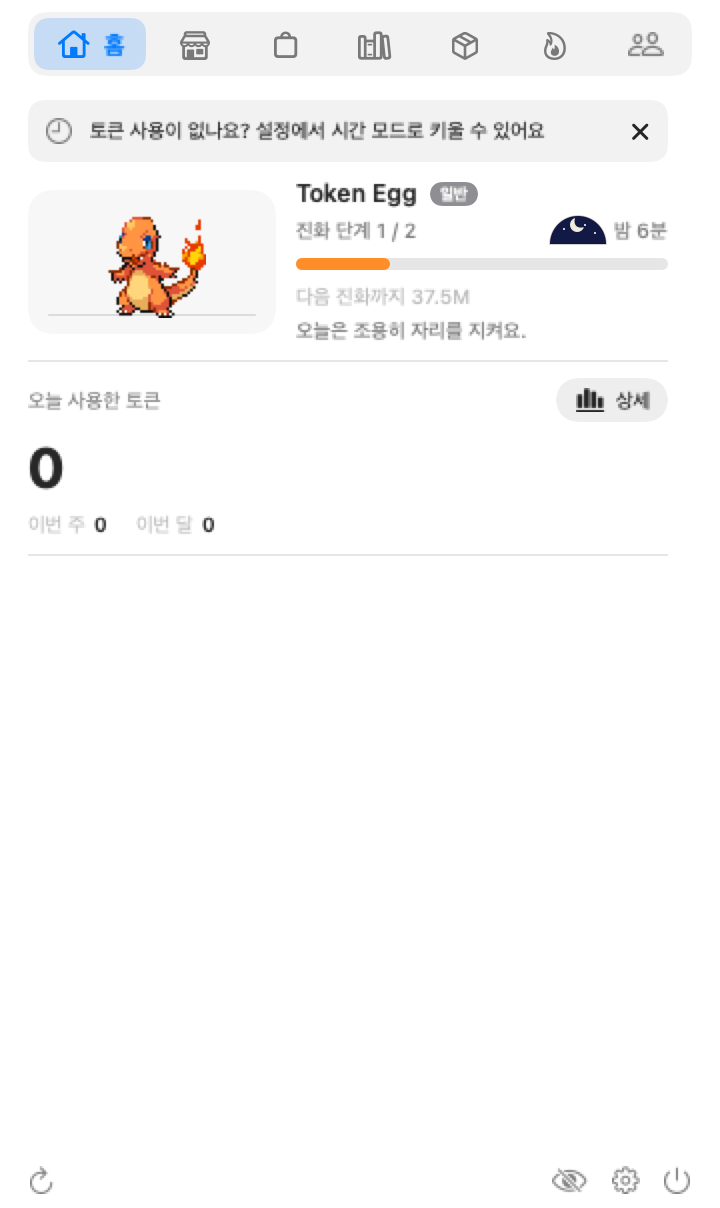 홈
토큰 사용이 없나요? 설정에서 시간 모드로 키울 수 있어요
Token Egg 일반
진화 단계 1 / 2 밤 6분
다음 진화까지 37.5M
오늘은 조용히 자리를 지켜요.
오늘 사용한 토큰 상세
0
이번 주 0 이번 달 0